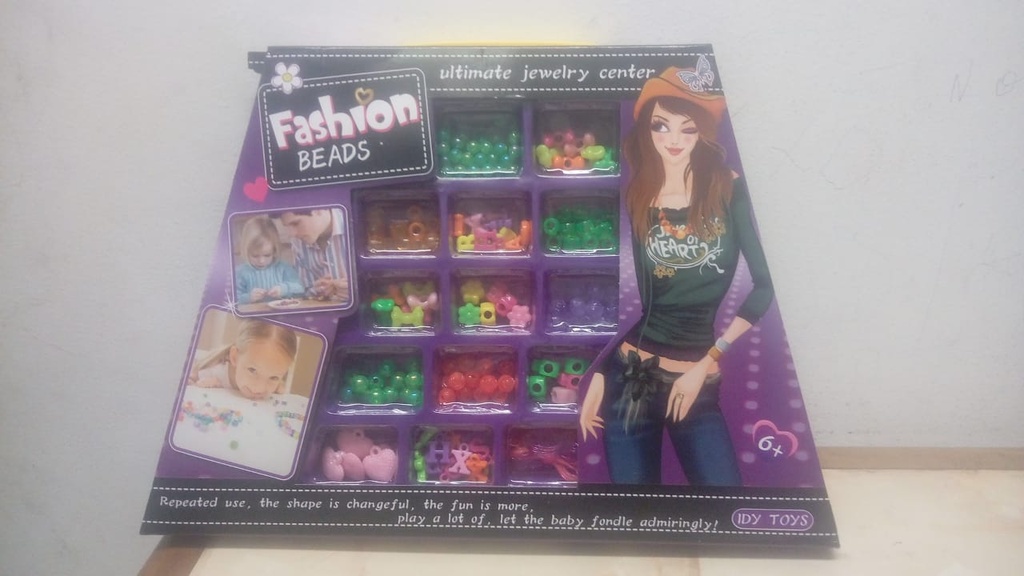 ultimate jewelry center
Fashion
BEADS
HEART
6+
Repeated use, the shape is changeful, the fun is more,
play a lot of, let the baby fondle admiringly!
IDY TOYS